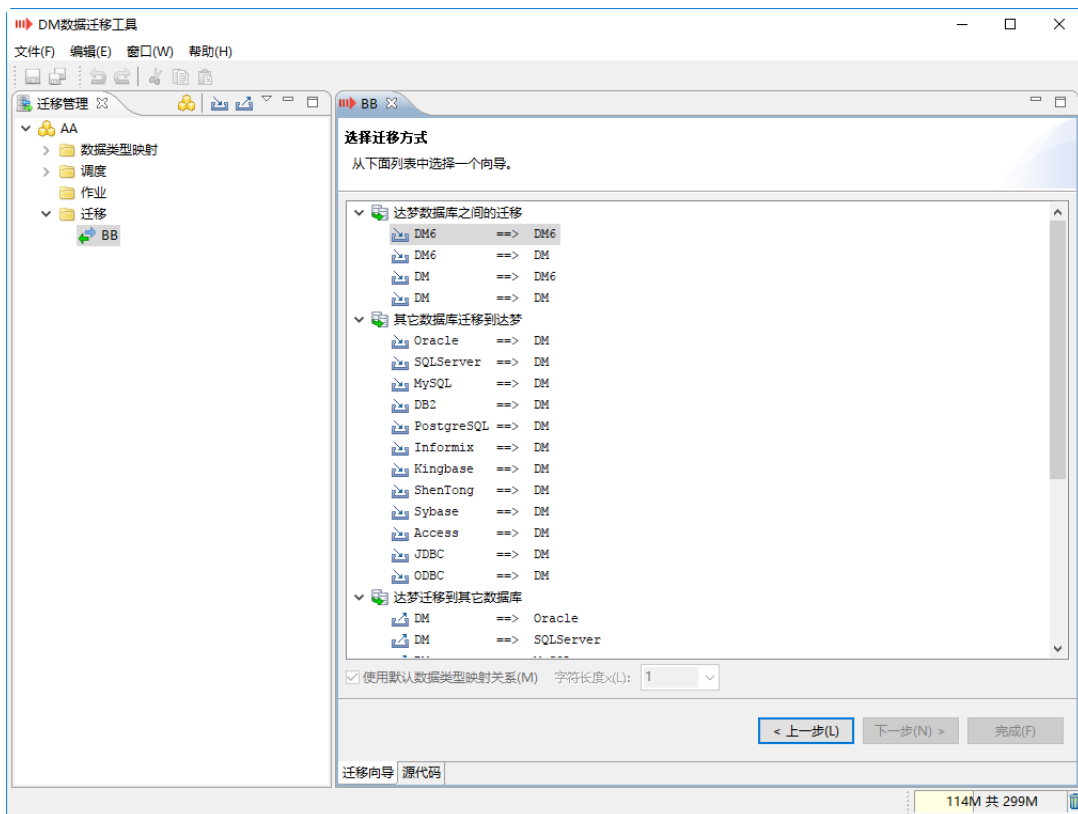 DM数据迁移工具
文件(F) 编辑(E) 窗口(W) 帮助(H)
迁移管理
AA
数据类型映射
调度
作业
迁移
BB
BB
选择迁移方式
从下面列表中选择一个向导。
达梦数据库之间的迁移
DM6 ==> DM6
DM6 ==> DM
DM ==> DM6
DM ==> DM
其它数据库迁移到达梦
Oracle ==> DM
SQLServer ==> DM
MySQL ==> DM
DB2 ==> DM
PostgreSQL ==> DM
Informix ==> DM
Kingbase ==> DM
ShenTong ==> DM
Sybase ==> DM
Access ==> DM
JDBC ==> DM
ODBC ==> DM
达梦迁移到其它数据库
DM ==> Oracle
DM ==> SQLServer
使用默认数据类型映射关系(M) 字符长度×(L): 1
< 上一步(L) 下一步(N) > 完成(F)
迁移向导 源代码
114M 共 299M